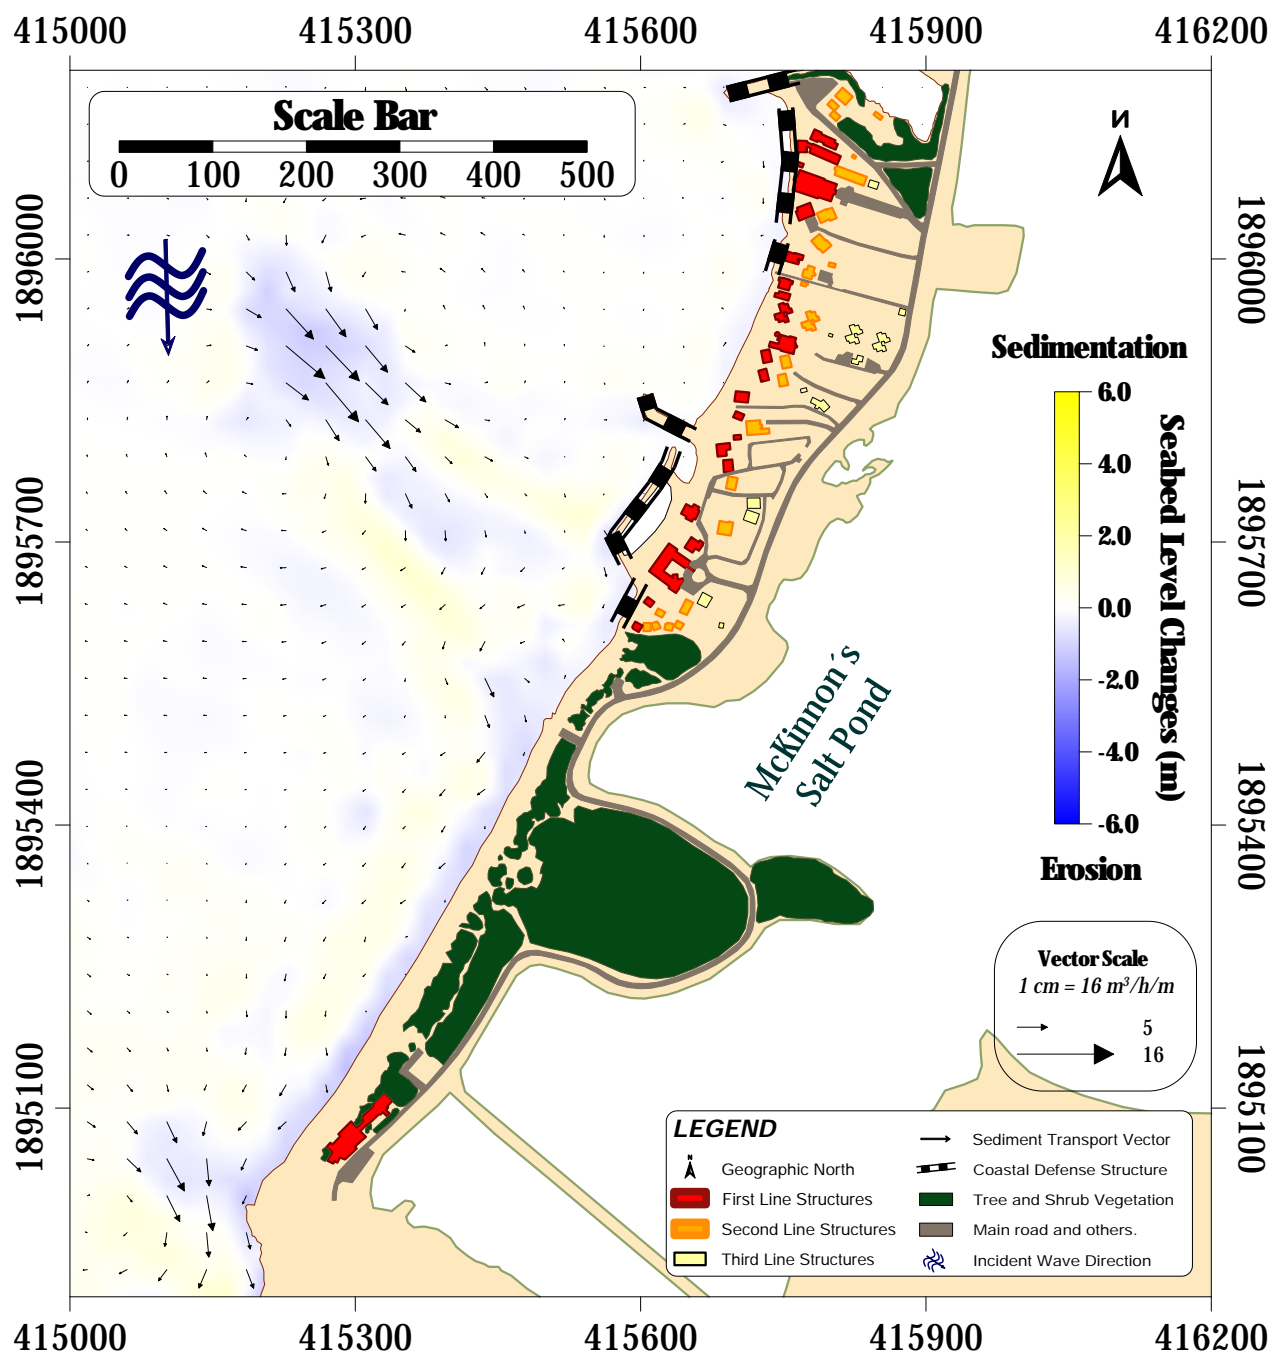 415000 415300 415600 415900 416200
Scale Bar
0 100 200 300 400 500
N
1896000
1896000
Sedimentation
6.0
4.0
2.0
0.0
-2.0
-4.0
-6.0
Seabed Level Changes (m)
Erosion
1895700
1895700
McKinnon´s
Salt Pond
1895400
1895400
Vector Scale
1 cm = 16 m³/h/m
5
16
1895100
1895100
LEGEND
N
Geographic North
First Line Structures
Second Line Structures
Third Line Structures
Sediment Transport Vector
Coastal Defense Structure
Tree and Shrub Vegetation
Main road and others.
Incident Wave Direction
415000 415300 415600 415900 416200